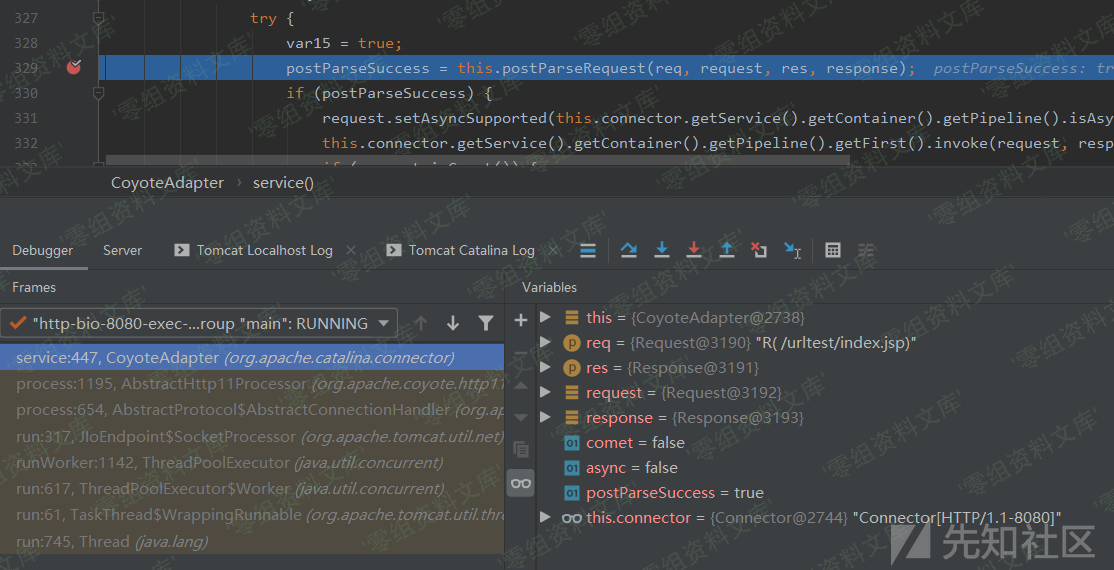 327 try {
328 var15 = true;
329 postParseSuccess = this.postParseRequest(req, request, res, response); postParseSuccess: tr
330 if (postParseSuccess) {
331 request.setAsyncSupported(this.connector.getService().getContainer().getPipeline().isAsy
332 this.connector.getService().getContainer().getPipeline().getFirst().invoke(request, resp
CoyoteAdapter › service()
Debugger Server Tomcat Localhost Log Tomcat Catalina Log
Frames Variables
"http-bio-8080-exec-...roup "main": RUNNING
service:447, CoyoteAdapter (org.apache.catalina.connector)
process:1195, AbstractHttp11Processor (org.apache.coyote.http11
process:654, AbstractProtocol$AbstractConnectionHandler (org.ap
run:317, JIoEndpoint$SocketProcessor (org.apache.tomcat.util.net)
runWorker:1142, ThreadPoolExecutor (java.util.concurrent)
run:617, ThreadPoolExecutor$Worker (java.util.concurrent)
run:61, TaskThread$WrappingRunnable (org.apache.tomcat.util.thre
run:745, Thread (java.lang)
this = {CoyoteAdapter@2738}
req = {Request@3190} "R( /urltest/index.jsp)"
res = {Response@3191}
request = {Request@3192}
response = {Response@3193}
comet = false
async = false
postParseSuccess = true
this.connector = {Connector@2744} "Connector[HTTP/1.1-8080]"
先知社区
'零组资料文库'